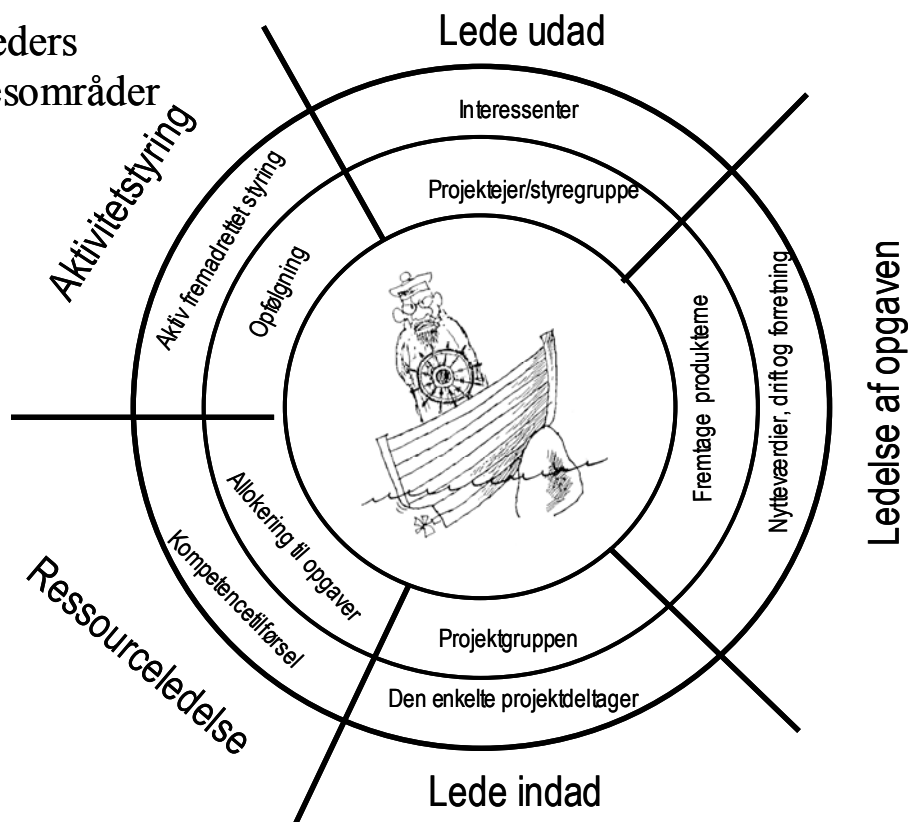 eders
esområder
Lede udad
Interessenter
Projektejer/styregruppe
Aktivitetstyring
Aktiv fremadrettet styring
Opfølgning
Fremtage produkterne
Nytteværdier, drift og forretning
Ledelse af opgaven
Allokering til opgaver
Kompetencetilførsel
Ressourceledelse
Projektgruppen
Den enkelte projektdeltager
Lede indad